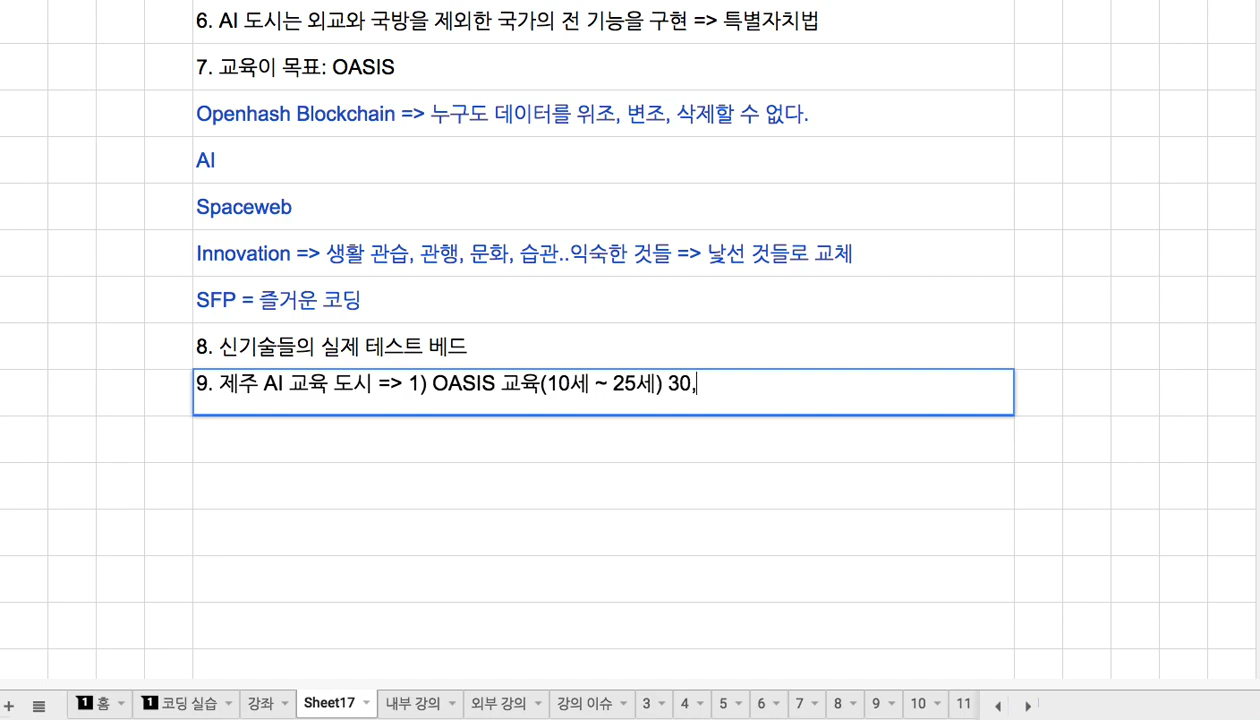 6. AI 도시는 외교와 국방을 제외한 국가의 전 기능을 구현 => 특별자치법
7. 교육이 목표: OASIS
Openhash Blockchain => 누구도 데이터를 위조, 변조, 삭제할 수 없다.
AI
Spaceweb
Innovation => 생활 관습, 관행, 문화, 습관..익숙한 것들 => 낯선 것들로 교체
SFP = 즐거운 코딩
8. 신기술들의 실제 테스트 베드
9. 제주 AI 교육 도시 => 1) OASIS 교육(10세 ~ 25세) 30,
1 홈 1 코딩 실습 강좌 Sheet17 내부 강의 외부 강의 강의 이슈 3 4 5 6 7 8 9 10 11